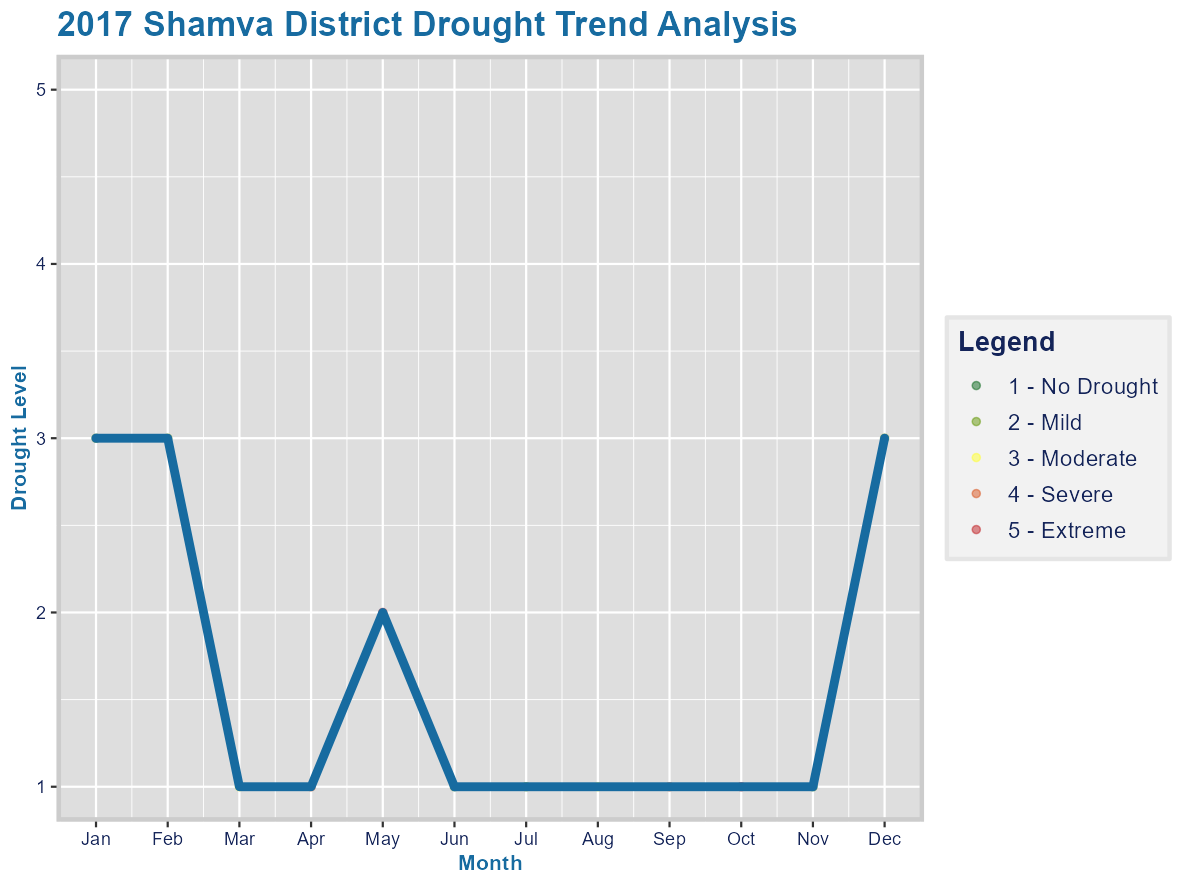 2017 Shamva District Drought Trend Analysis
Drought Level
5
4
3
2
1
Jan Feb Mar Apr May Jun Jul Aug Sep Oct Nov Dec
Month
Legend
1 - No Drought
2 - Mild
3 - Moderate
4 - Severe
5 - Extreme